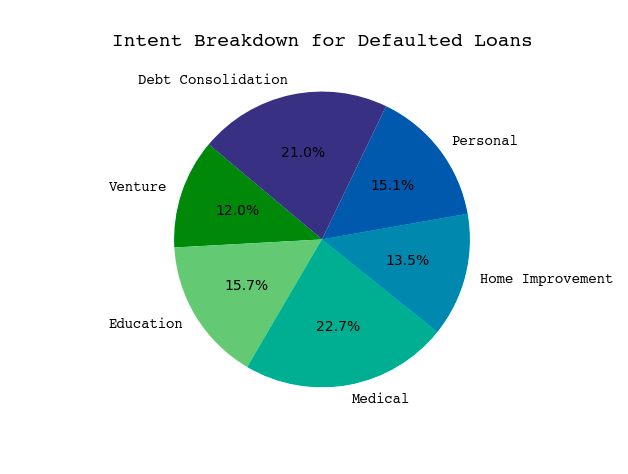 Intent Breakdown for Defaulted Loans
Debt Consolidation
21.0%
Personal
15.1%
Venture
12.0%
13.5%
Home Improvement
15.7%
Education
22.7%
Medical